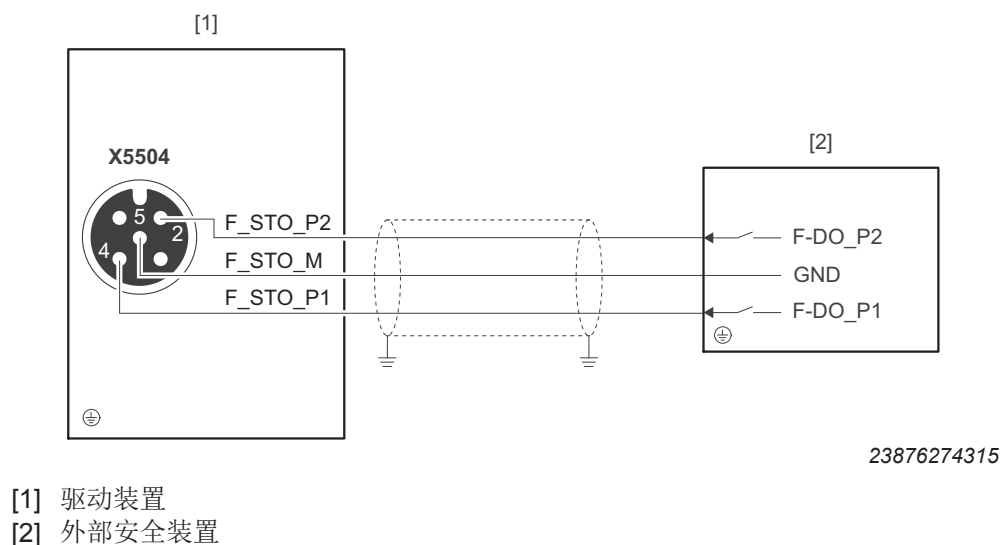 [1]
[2]
X5504
5
2
4
F_STO_P2
F_STO_M
F_STO_P1
F-DO_P2
GND
F-DO_P1
23876274315
[1] 驱动装置
[2] 外部安全装置